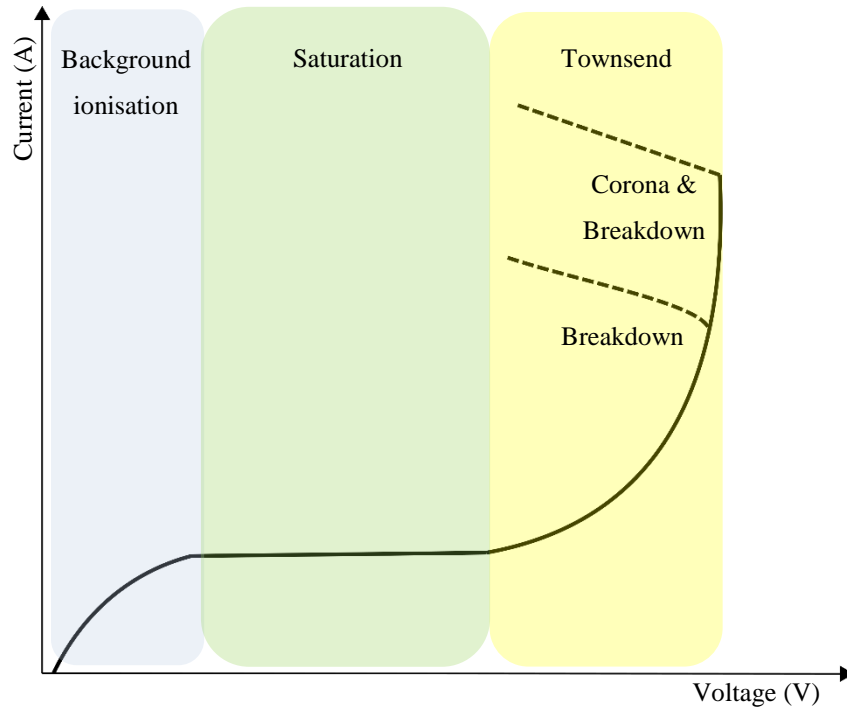 Current (A)
Background
ionisation
Saturation
Townsend
Corona &
Breakdown
Breakdown
Voltage (V)